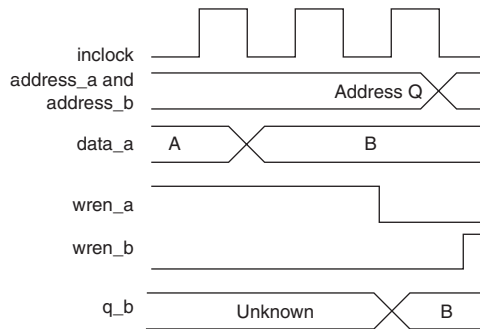 inclock
address_a and
address_b
Address Q
data_a
A
B
wren_a
wren_b
q_b
Unknown
B